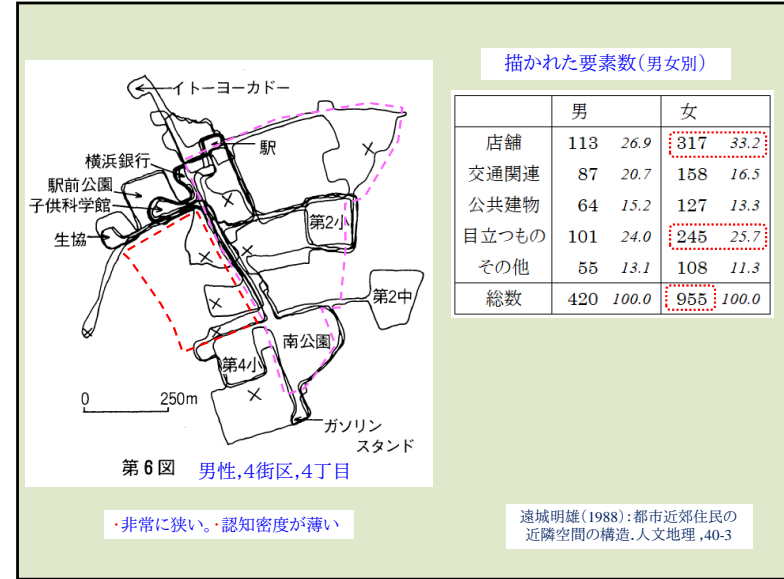 イトーヨーカドー
駅
横浜銀行
駅前公園
子供科学館
生協
第2小
第2中
南公園
第4小
0 250m
ガソリン
スタンド
第6図 男性,4街区,4丁目
・非常に狭い。・認知密度が薄い
描かれた要素数(男女別)
男 女
店舗 113 26.9 317 33.2
交通関連 87 20.7 158 16.5
公共建物 64 15.2 127 13.3
目立つもの 101 24.0 245 25.7
その他 55 13.1 108 11.3
総数 420 100.0 955 100.0
遠城明雄(1988):都市近郊住民の
近隣空間の構造.人文地理,40-3